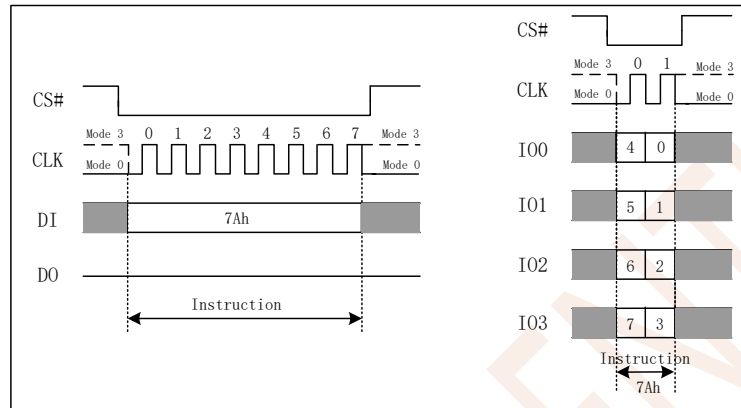 CS#
Mode 3 0 1 2 3 4 5 6 7 Mode 3
CLK
Mode 0 Mode 0
DI 7Ah
DO
Instruction
CS#
Mode 3 0 1 Mode 3
CLK
Mode 0 Mode 0
IO0 4 0
IO1 5 1
IO2 6 2
IO3 7 3
Instruction
7Ah